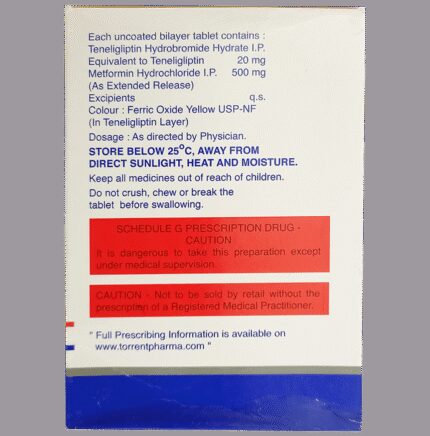 Each uncoated bilayer tablet contains :
Teneligliptin Hydrobromide Hydrate I.P.
Equivalent to Teneligliptin 20 mg
Metformin Hydrochloride I.P. 500 mg
(As Extended Release)
Excipients q.s.
Colour : Ferric Oxide Yellow USP-NF
(In Teneligliptin Layer)
Dosage : As directed by Physician.
STORE BELOW 25°C, AWAY FROM
DIRECT SUNLIGHT, HEAT AND MOISTURE.
Keep all medicines out of reach of children.
Do not crush, chew or break the
tablet before swallowing.
SCHEDULE G PRESCRIPTION DRUG -
CAUTION
It is dangerous to take this preparation except
under medical supervision.
CAUTION - Not to be sold by retail without the
prescription of a Registered Medical Practitioner.
" Full Prescribing Information is available on
www.torrentpharma.com "